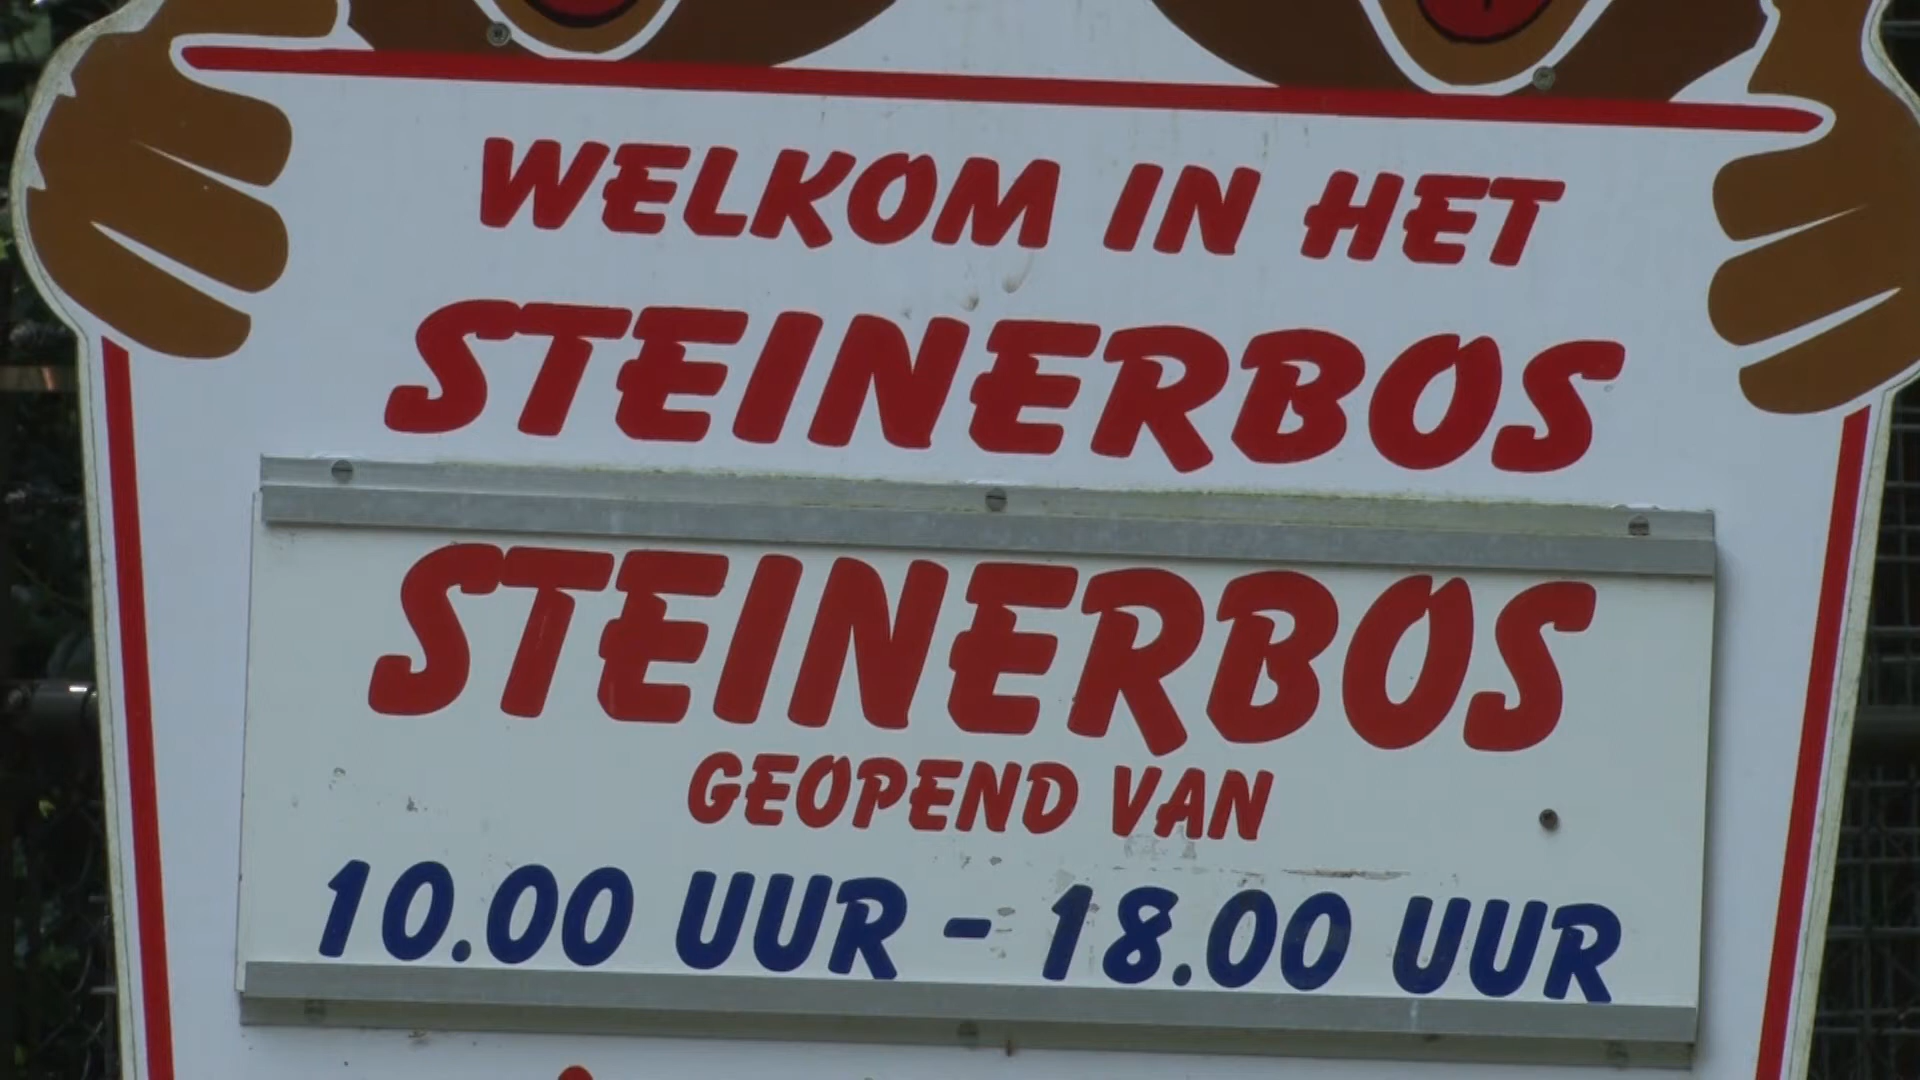 WELKOM IN HET
STEINERBOS
STEINERBOS
GEOPEND VAN
10.00 UUR - 18.00 UUR